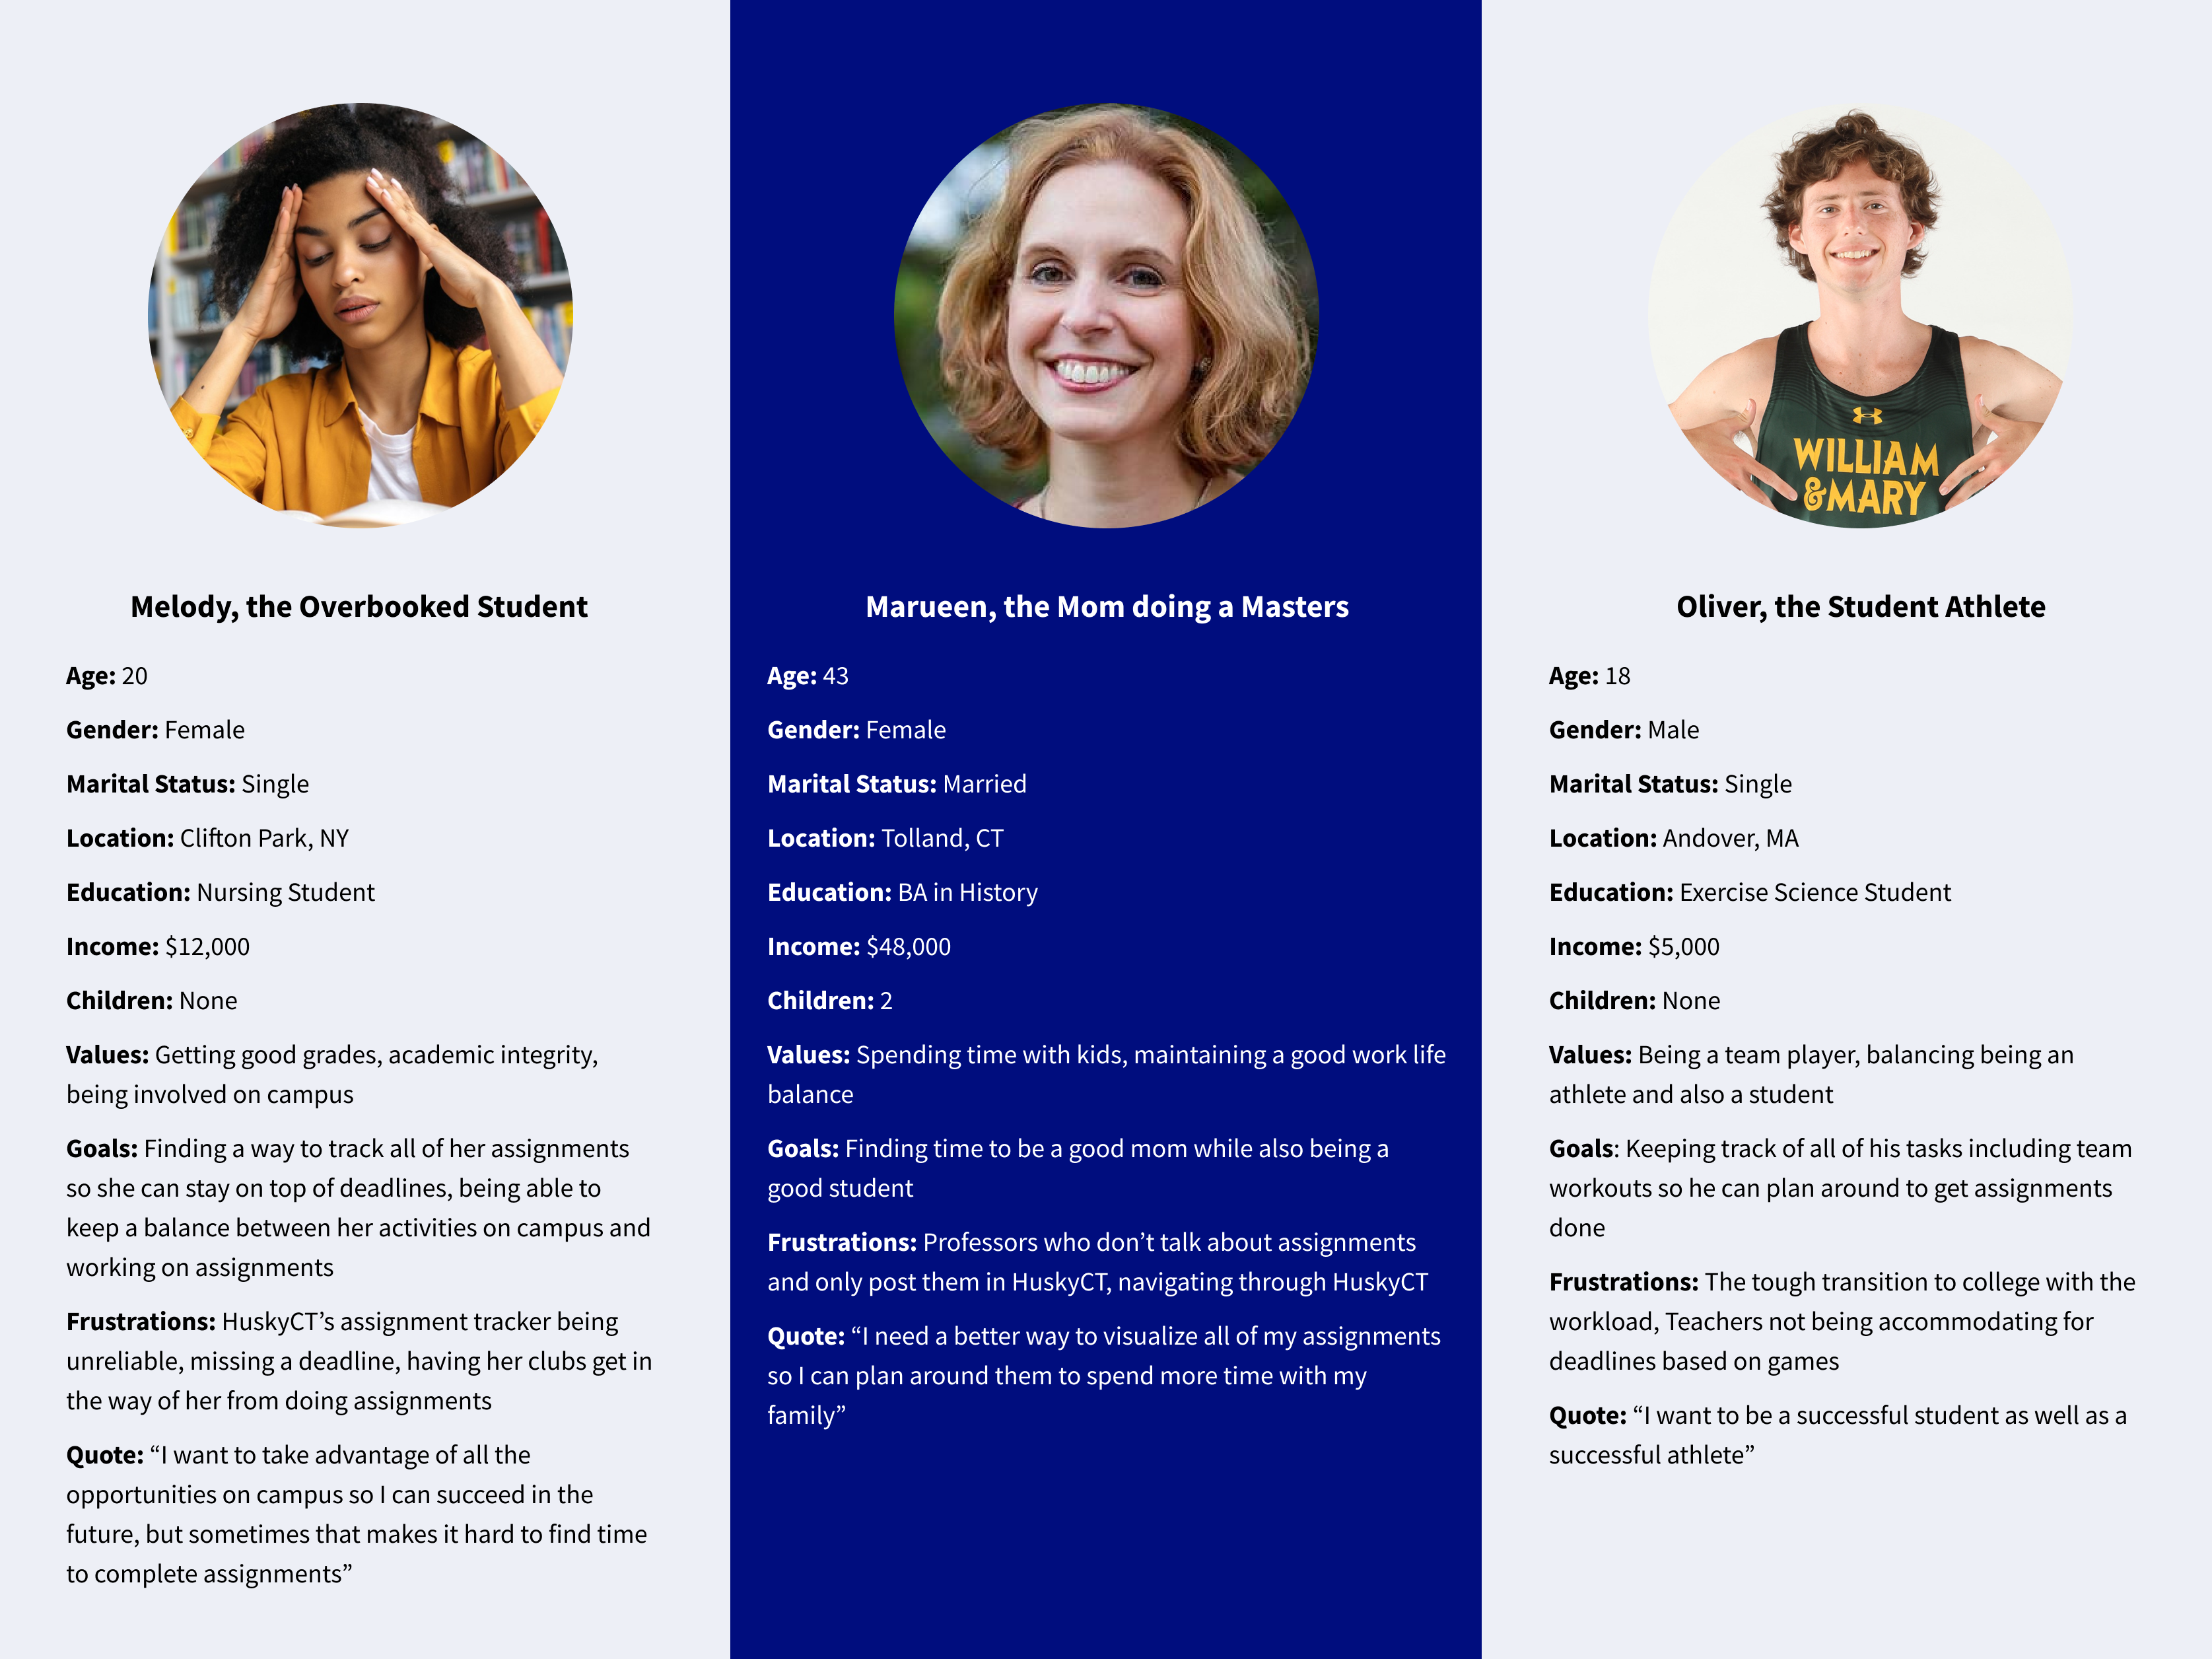 WILLIAM
&MARY
Melody, the Overbooked Student
Age: 20
Gender: Female
Marital Status: Single
Location: Clifton Park, NY
Education: Nursing Student
Income: $12,000
Children: None
Values: Getting good grades, academic integrity,
being involved on campus
Goals: Finding a way to track all of her assignments
so she can stay on top of deadlines, being able to
keep a balance between her activities on campus and
working on assignments
Frustrations: HuskyCT’s assignment tracker being
unreliable, missing a deadline, having her clubs get in
the way of her from doing assignments
Quote: “I want to take advantage of all the
opportunities on campus so I can succeed in the
future, but sometimes that makes it hard to find time
to complete assignments”
Marueen, the Mom doing a Masters
Age: 43
Gender: Female
Marital Status: Married
Location: Tolland, CT
Education: BA in History
Income: $48,000
Children: 2
Values: Spending time with kids, maintaining a good work life
balance
Goals: Finding time to be a good mom while also being a
good student
Frustrations: Professors who don’t talk about assignments
and only post them in HuskyCT, navigating through HuskyCT
Quote: “I need a better way to visualize all of my assignments
so I can plan around them to spend more time with my
family”
Oliver, the Student Athlete
Age: 18
Gender: Male
Marital Status: Single
Location: Andover, MA
Education: Exercise Science Student
Income: $5,000
Children: None
Values: Being a team player, balancing being an
athlete and also a student
Goals: Keeping track of all of his tasks including team
workouts so he can plan around to get assignments
done
Frustrations: The tough transition to college with the
workload, Teachers not being accommodating for
deadlines based on games
Quote: “I want to be a successful student as well as a
successful athlete”